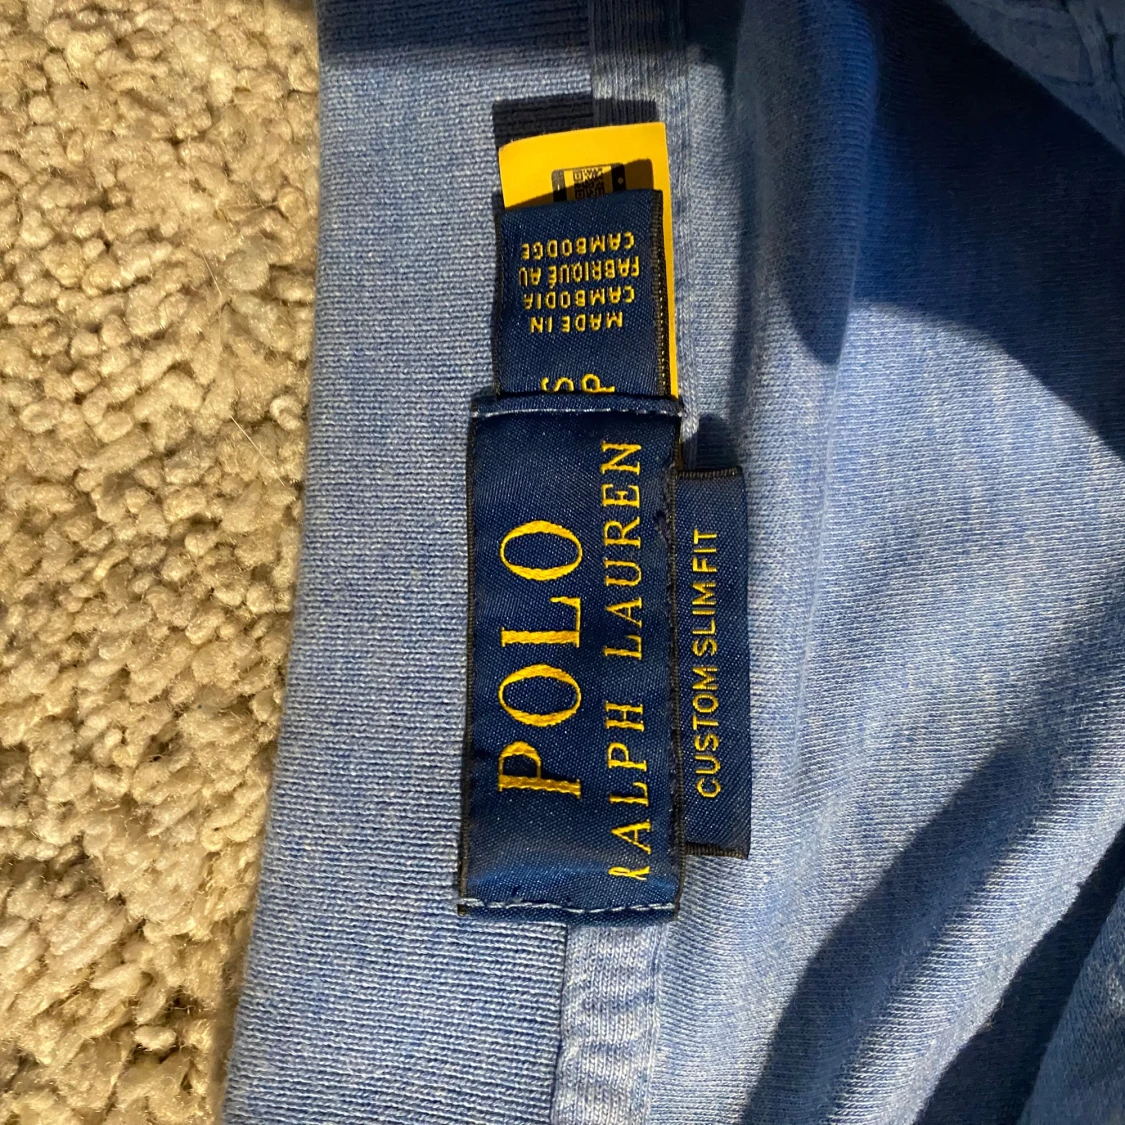 POLO
RALPH LAUREN
CUSTOM SLIM FIT
S
P
MADE IN
CAMBODIA
FABRIQUÉ AU
CAMBODGE